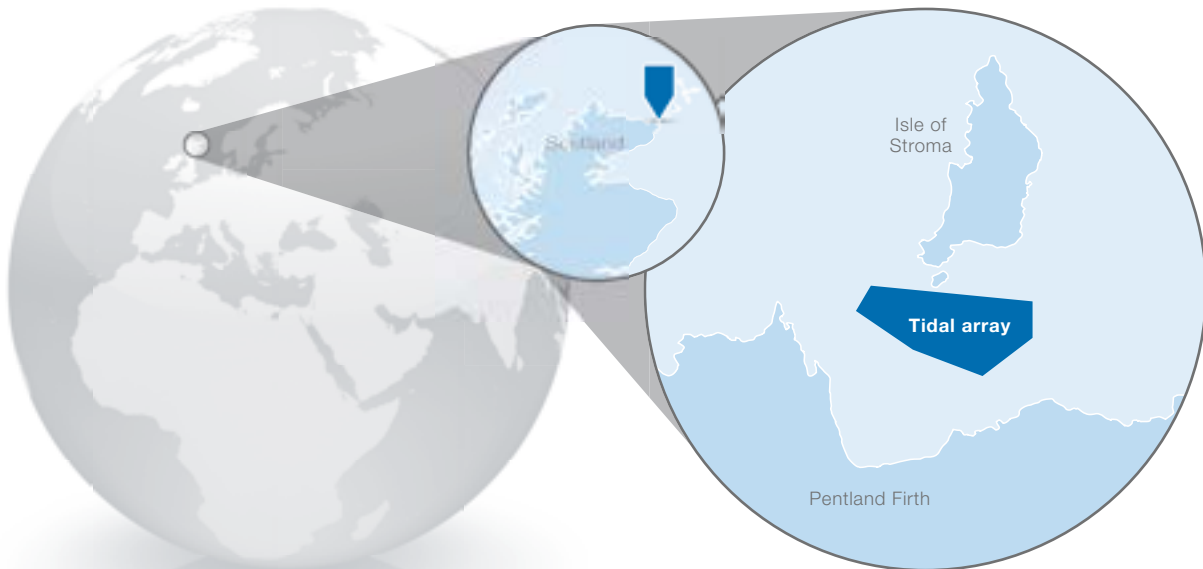 Scotland
Isle of
Stroma
Tidal array
Pentland Firth